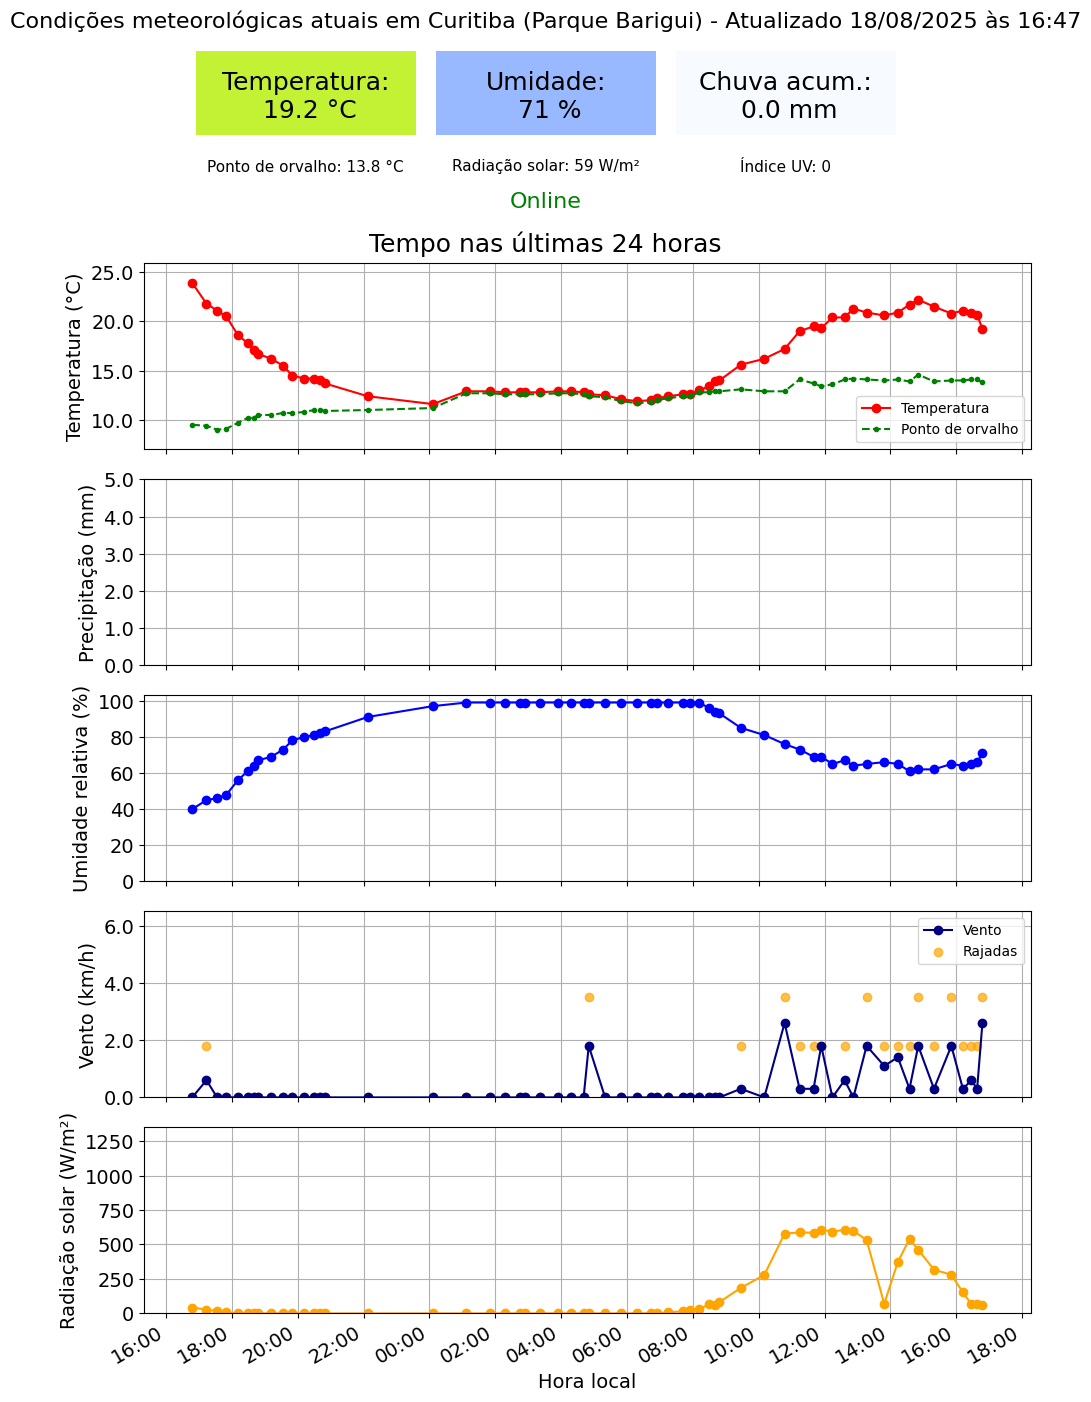 Condições meteorológicas atuais em Curitiba (Parque Barigui) - Atualizado 18/08/2025 às 16:47
Temperatura:
19.2 °C
Umidade:
71 %
Chuva acum.:
0.0 mm
Ponto de orvalho: 13.8 °C
Radiação solar: 59 W/m²
Índice UV: 0
Online
Tempo nas últimas 24 horas
Temperatura (°C)
25.0
20.0
15.0
10.0
Temperatura
Ponto de orvalho
Precipitação (mm)
5.0
4.0
3.0
2.0
1.0
0.0
Umidade relativa (%)
100
80
60
40
20
0
Vento (km/h)
6.0
4.0
2.0
0.0
Vento
Rajadas
Radiação solar (W/m²)
1250
1000
750
500
250
0
16:00
18:00
20:00
22:00
00:00
02:00
04:00
06:00
08:00
10:00
12:00
14:00
16:00
18:00
Hora local